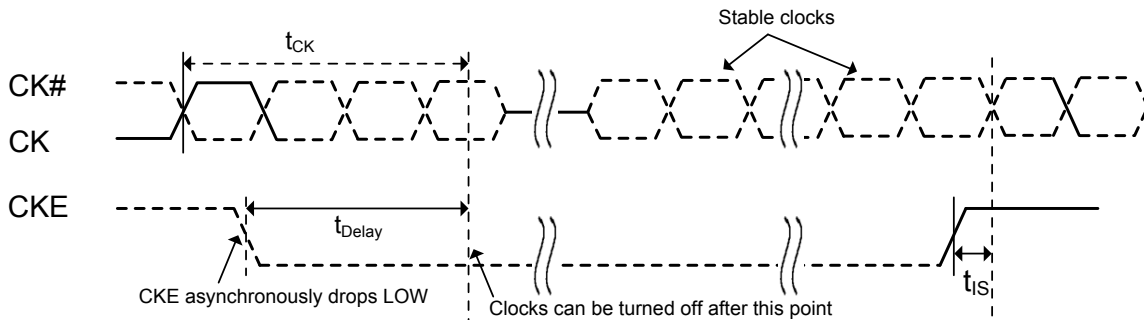 Stable clocks
tCK
CK#
CK
CKE
tDelay
tIS
CKE asynchronously drops LOW
Clocks can be turned off after this point